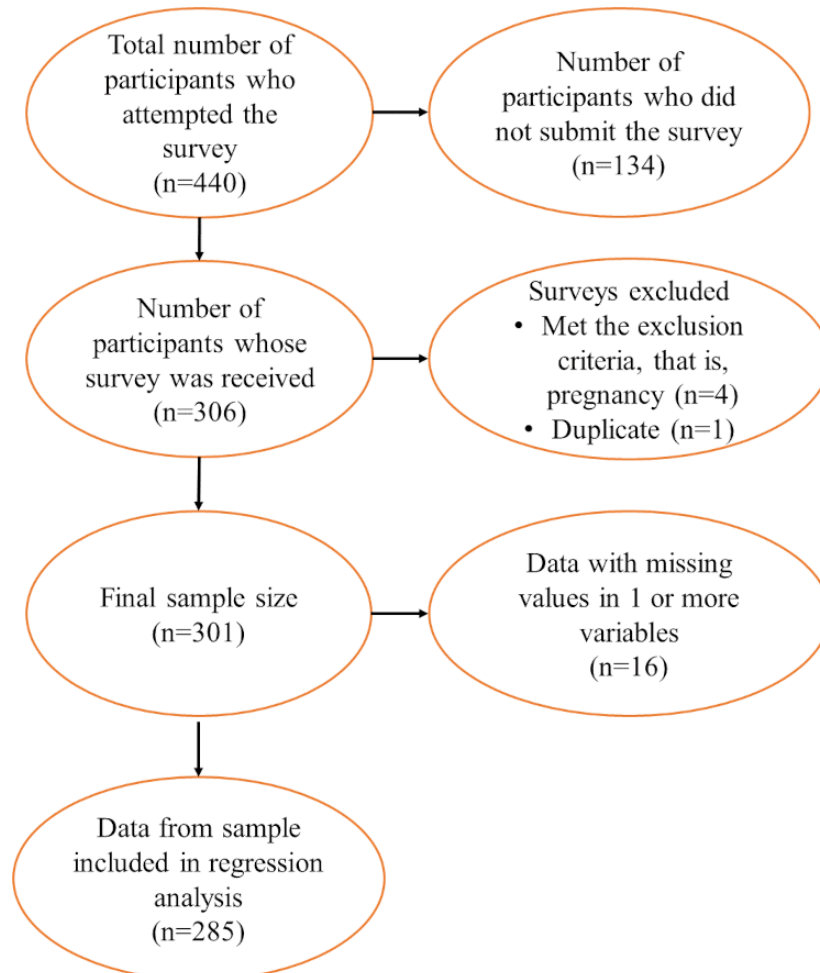 Total number of
participants who
attempted the
survey
(n=440)
Number of
participants who did
not submit the survey
(n=134)
Number of
participants whose
survey was received
(n=306)
Surveys excluded
• Met the exclusion
criteria, that is,
pregnancy (n=4)
• Duplicate (n=1)
Final sample size
(n=301)
Data with missing
values in 1 or more
variables
(n=16)
Data from sample
included in regression
analysis
(n=285)